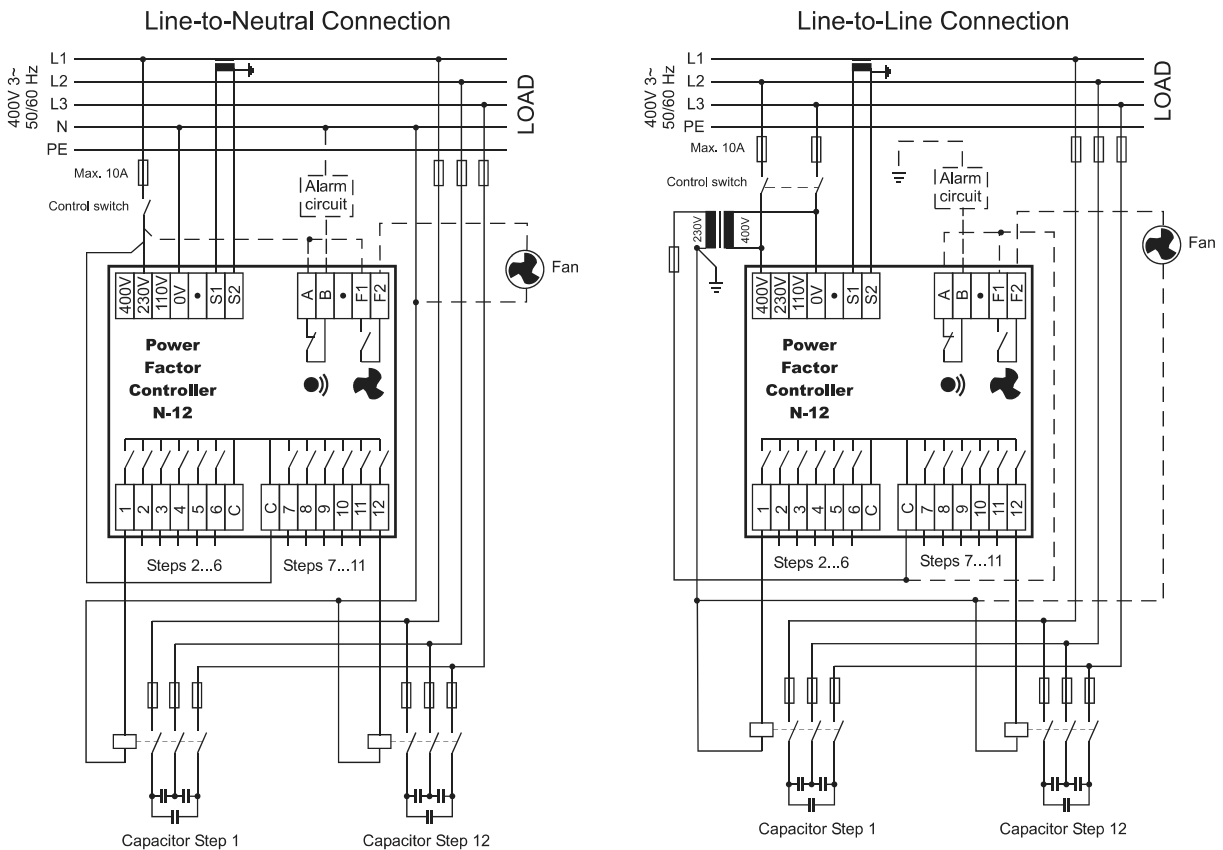 Line-to-Neutral Connection
400V 3~
50/60 Hz
L1
L2
L3
N
PE
LOAD
Max. 10A
Control switch
Alarm
circuit
Fan
400V
230V
110V
0V
•
S1
S2
A
B
•
F1
F2
Power
Factor
Controller
N-12
1
2
3
4
5
6
C
C
7
8
9
10
11
12
Steps 2...6
Steps 7...11
Capacitor Step 1
Capacitor Step 12
Line-to-Line Connection
400V 3~
50/60 Hz
L1
L2
L3
PE
LOAD
Max. 10A
Control switch
Alarm
circuit
230V
400V
Fan
400V
230V
110V
0V
•
S1
S2
A
B
•
F1
F2
Power
Factor
Controller
N-12
1
2
3
4
5
6
C
C
7
8
9
10
11
12
Steps 2...6
Steps 7...11
Capacitor Step 1
Capacitor Step 12